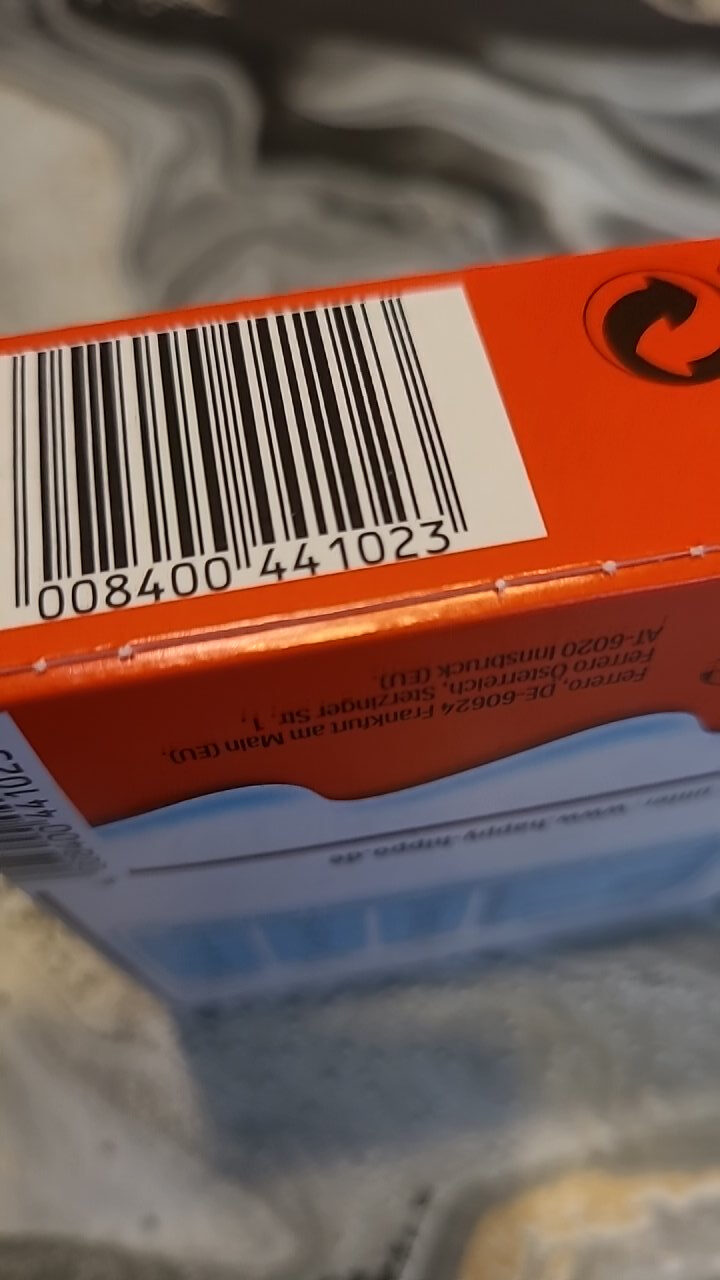 008400 441023
Ferrero, DE-60624 Frankfurt am Main (EU),
Ferrero Österreich, Sterzinger Str. 1,
AT-6020 Innsbruck (EU).
www.happy-hippo.de